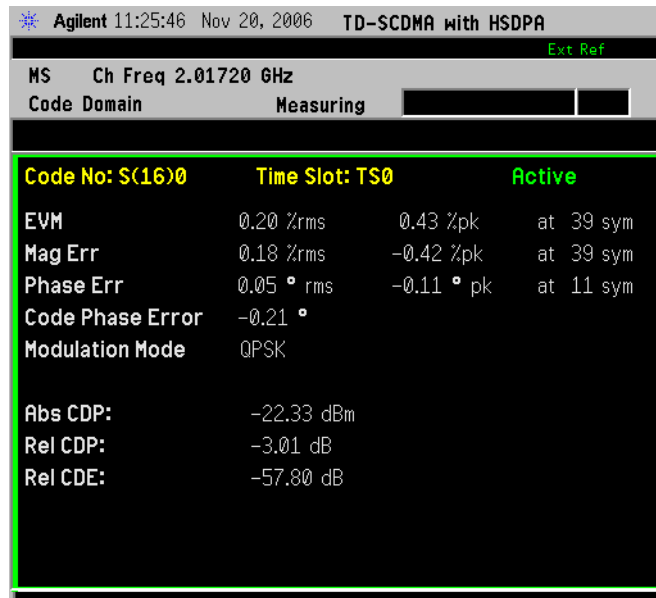 Agilent 11:25:46 Nov 20, 2006 TD-SCDMA with HSDPA
Ext Ref
MS Ch Freq 2.01720 GHz
Code Domain Measuring
Code No: S(16)0 Time Slot: TS0 Active
EVM 0.20 %rms 0.43 %pk at 39 sym
Mag Err 0.18 %rms -0.42 %pk at 39 sym
Phase Err 0.05 ° rms -0.11 ° pk at 11 sym
Code Phase Error -0.21 °
Modulation Mode QPSK
Abs CDP: -22.33 dBm
Rel CDP: -3.01 dB
Rel CDE: -57.80 dB